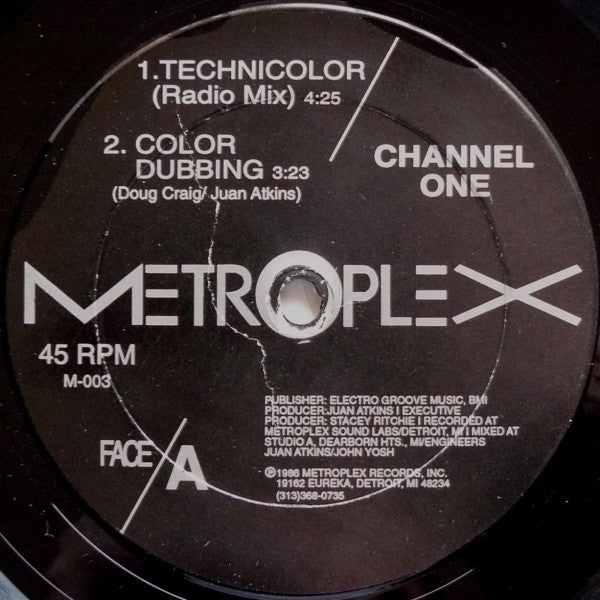 1.TECHNICOLOR
(Radio Mix) 4:25
2. COLOR
DUBBING 3:23
(Doug Craig/ Juan Atkins)
CHANNEL
ONE
METROPLEX
45 RPM
M-003
FACE A
PUBLISHER: ELECTRO GROOVE MUSIC, BMI
PRODUCER:JUAN ATKINS I EXECUTIVE
PRODUCER: STACEY RITCHIE I RECORDED AT
METROPLEX SOUND LABS/DETROIT, MI I MIXED AT
STUDIO A, DEARBORN HTS., MI/ENGINEERS
JUAN ATKINS/JOHN YOSH
℗1986 METROPLEX RECORDS, INC.
19162 EUREKA, DETROIT, MI 48234
(313)368-0735